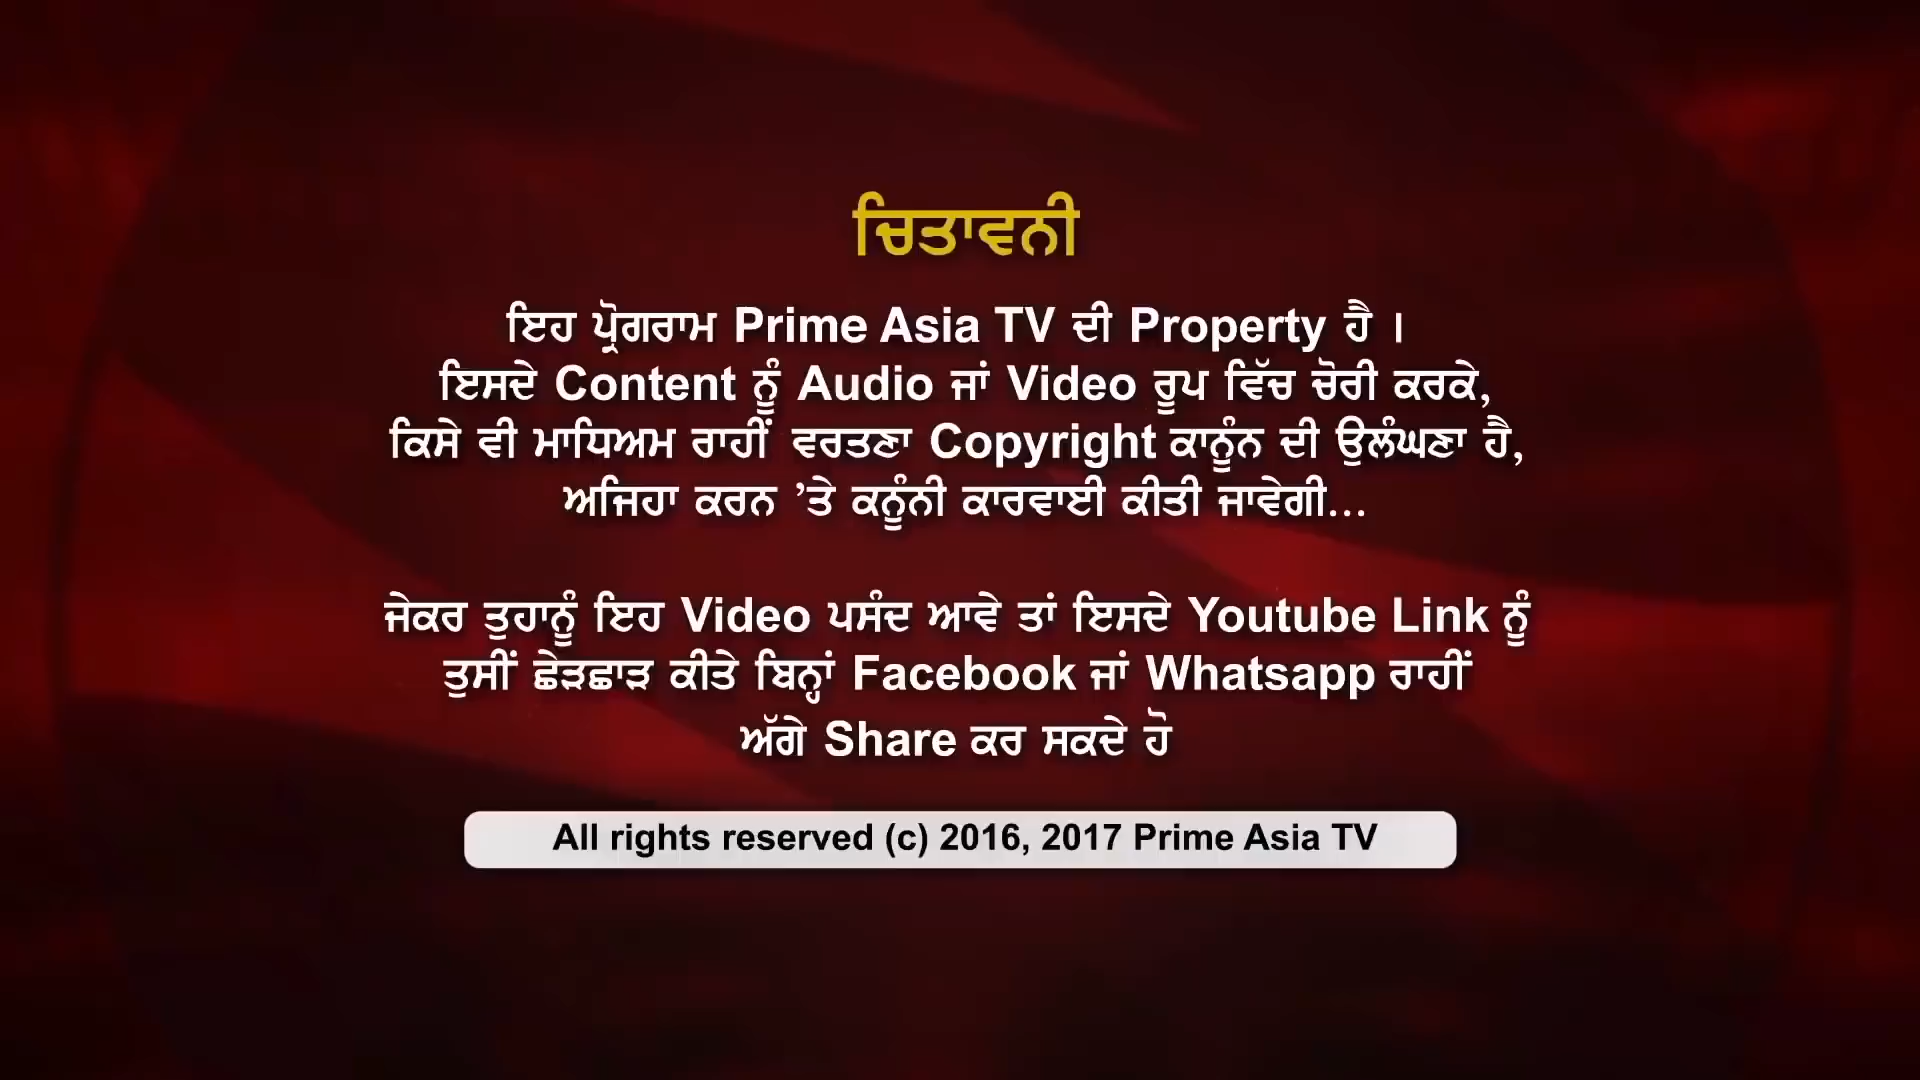 ਚਿਤਾਵਨੀ
ਇਹ ਪ੍ਰੋਗਰਾਮ Prime Asia TV ਦੀ Property ਹੈ ।
ਇਸਦੇ Content ਨੂੰ Audio ਜਾਂ Video ਰੂਪ ਵਿੱਚ ਚੋਰੀ ਕਰਕੇ,
ਕਿਸੇ ਵੀ ਮਾਧਿਅਮ ਰਾਹੀਂ ਵਰਤਣਾ Copyright ਕਾਨੂੰਨ ਦੀ ਉਲੰਘਣਾ ਹੈ,
ਅਜਿਹਾ ਕਰਨ ’ਤੇ ਕਨੂੰਨੀ ਕਾਰਵਾਈ ਕੀਤੀ ਜਾਵੇਗੀ...
ਜੇਕਰ ਤੁਹਾਨੂੰ ਇਹ Video ਪਸੰਦ ਆਵੇ ਤਾਂ ਇਸਦੇ Youtube Link ਨੂੰ
ਤੁਸੀਂ ਛੇੜਛਾੜ ਕੀਤੇ ਬਿਨ੍ਹਾਂ Facebook ਜਾਂ Whatsapp ਰਾਹੀਂ
ਅੱਗੇ Share ਕਰ ਸਕਦੇ ਹੋ
All rights reserved (c) 2016, 2017 Prime Asia TV